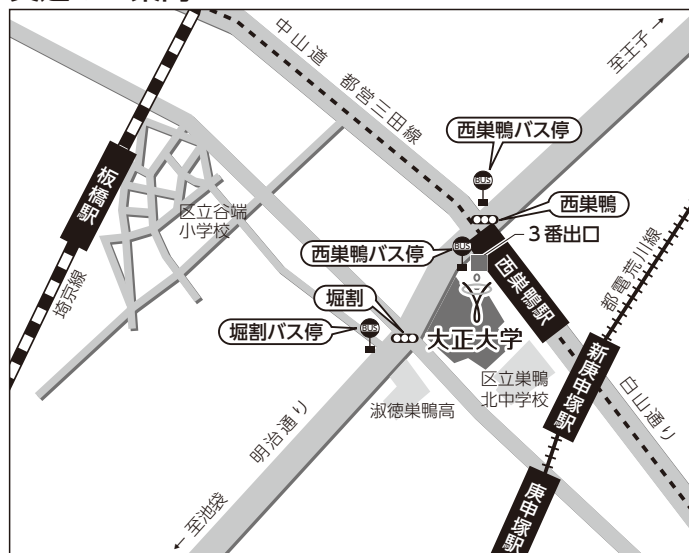 中山道
都営三田線
至王子
西巣鴨バス停
BUS
西巣鴨
3番出口
西巣鴨バス停
BUS
西巣鴨駅
都電荒川線
板橋駅
埼京線
区立谷端
小学校
堀割
堀割バス停
BUS
大正大学
区立巣鴨
北中学校
淑徳巣鴨高
新庚申塚駅
白山通り
庚申塚駅
明治通り
至池袋